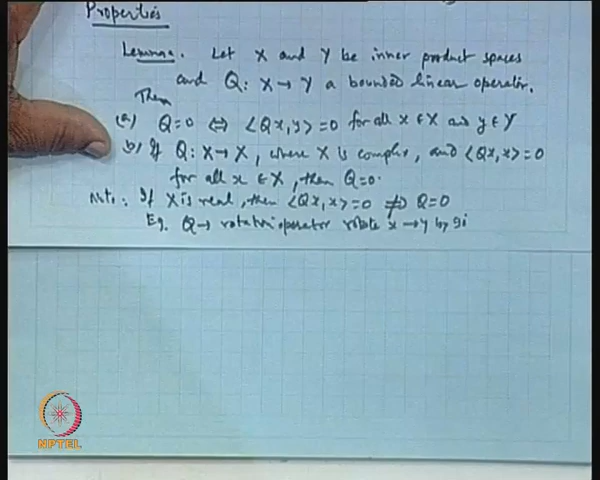 Properties
Lemma. Let X and Y be inner product spaces
and Q: X → Y a bounded linear operator.
Then
(a) Q=0 ⇔ ⟨Qx,y⟩=0 for all x ∈ X and y ∈ Y
(b) If Q: X → X, where X is complex, and ⟨Qx,x⟩=0
for all x ∈ X, then Q=0.
Note: If X is real, then ⟨Qx,x⟩=0 ⇏ Q=0
Eg. Q → rotation operator rotate x → y by 90
NPTEL